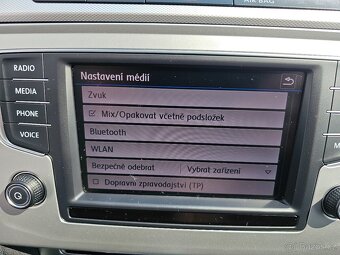 AIR BAG
RADIO
MEDIA
PHONE
VOICE
Nastavení médií
Zvuk
Mix/Opakovat včetně podsložek
Bluetooth
WLAN
Bezpečně odebrat Vybrat zařízení
Dopravní zpravodajství (TP)